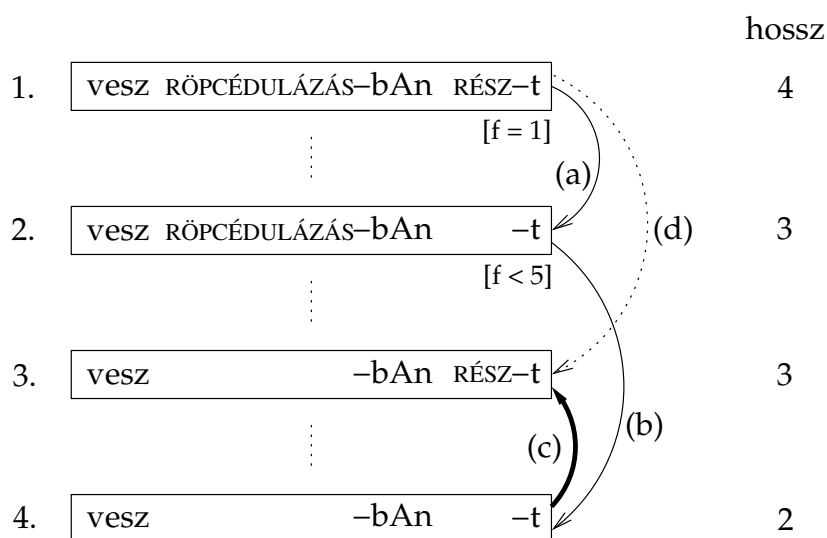 hossz
1. vesz RÖPCÉDULÁZÁS–bAn RÉSZ–t 4
[f = 1]
(a)
2. vesz RÖPCÉDULÁZÁS–bAn –t (d) 3
[f < 5]
3. vesz –bAn RÉSZ–t 3
(c) (b)
4. vesz –bAn –t 2